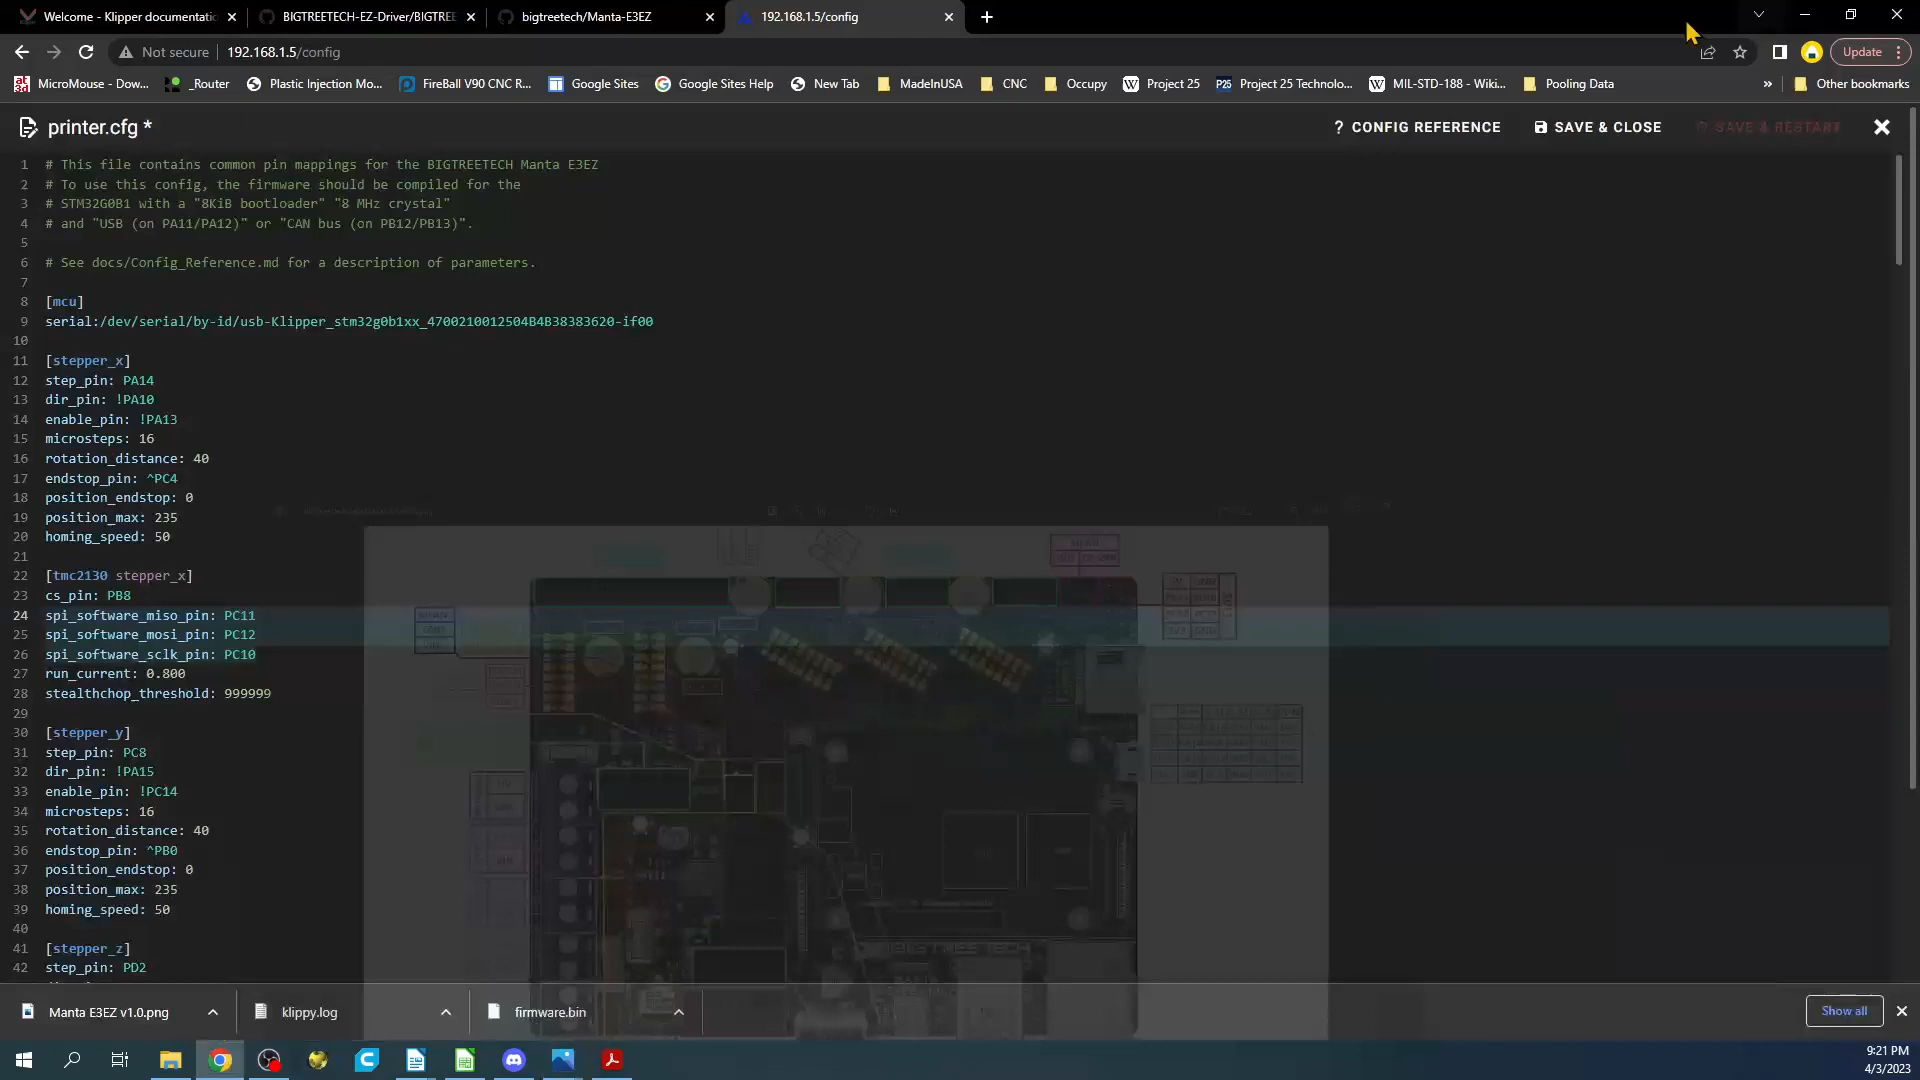 Welcome - Klipper documentatio
BIGTREETECH-EZ-Driver/BIGTREE
bigtreetech/Manta-E3EZ
192.168.1.5/config
Not secure
192.168.1.5/config
Update
MicroMouse - Dow...
_Router
Plastic Injection Mo...
FireBall V90 CNC R...
Google Sites
Google Sites Help
New Tab
MadeinUSA
CNC
Occupy
Project 25
Project 25 Technolo...
MIL-STD-188 - Wiki...
Pooling Data
»
Other bookmarks
printer.cfg *
? CONFIG REFERENCE
SAVE & CLOSE
SAVE & RESTART
1 # This file contains common pin mappings for the BIGTREETECH Manta E3EZ
2 # To use this config, the firmware should be compiled for the
3 # STM32G0B1 with a "8KiB bootloader" "8 MHz crystal"
4 # and "USB (on PA11/PA12)" or "CAN bus (on PB12/PB13)".
5
6 # See docs/Config_Reference.md for a description of parameters.
7
8 [mcu]
9 serial:/dev/serial/by-id/usb-Klipper_stm32g0b1xx_4700210012504B4B38383620-if00
10
11 [stepper_x]
12 step_pin: PA14
13 dir_pin: !PA10
14 enable_pin: !PA13
15 microsteps: 16
16 rotation_distance: 40
17 endstop_pin: ^PC4
18 position_endstop: 0
19 position_max: 235
20 homing_speed: 50
21
22 [tmc2130 stepper_x]
23 cs_pin: PB8
24 spi_software_miso_pin: PC11
25 spi_software_mosi_pin: PC12
26 spi_software_sclk_pin: PC10
27 run_current: 0.800
28 stealthchop_threshold: 999999
29
30 [stepper_y]
31 step_pin: PC8
32 dir_pin: !PA15
33 enable_pin: !PC14
34 microsteps: 16
35 rotation_distance: 40
36 endstop_pin: ^PB0
37 position_endstop: 0
38 position_max: 235
39 homing_speed: 50
40
41 [stepper_z]
42 step_pin: PD2
Manta E3EZ v1.0.png
klippy.log
firmware.bin
Show all
9:21 PM
4/3/2023